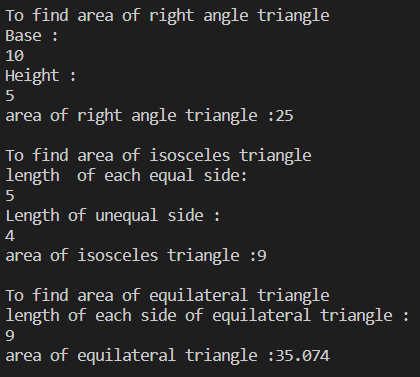 To find area of right angle triangle
Base :
10
Height :
5
area of right angle triangle :25
To find area of isosceles triangle
length  of each equal side:
5
Length of unequal side :
4
area of isosceles triangle :9
To find area of equilateral triangle
length of each side of equilateral triangle :
9
area of equilateral triangle :35.074